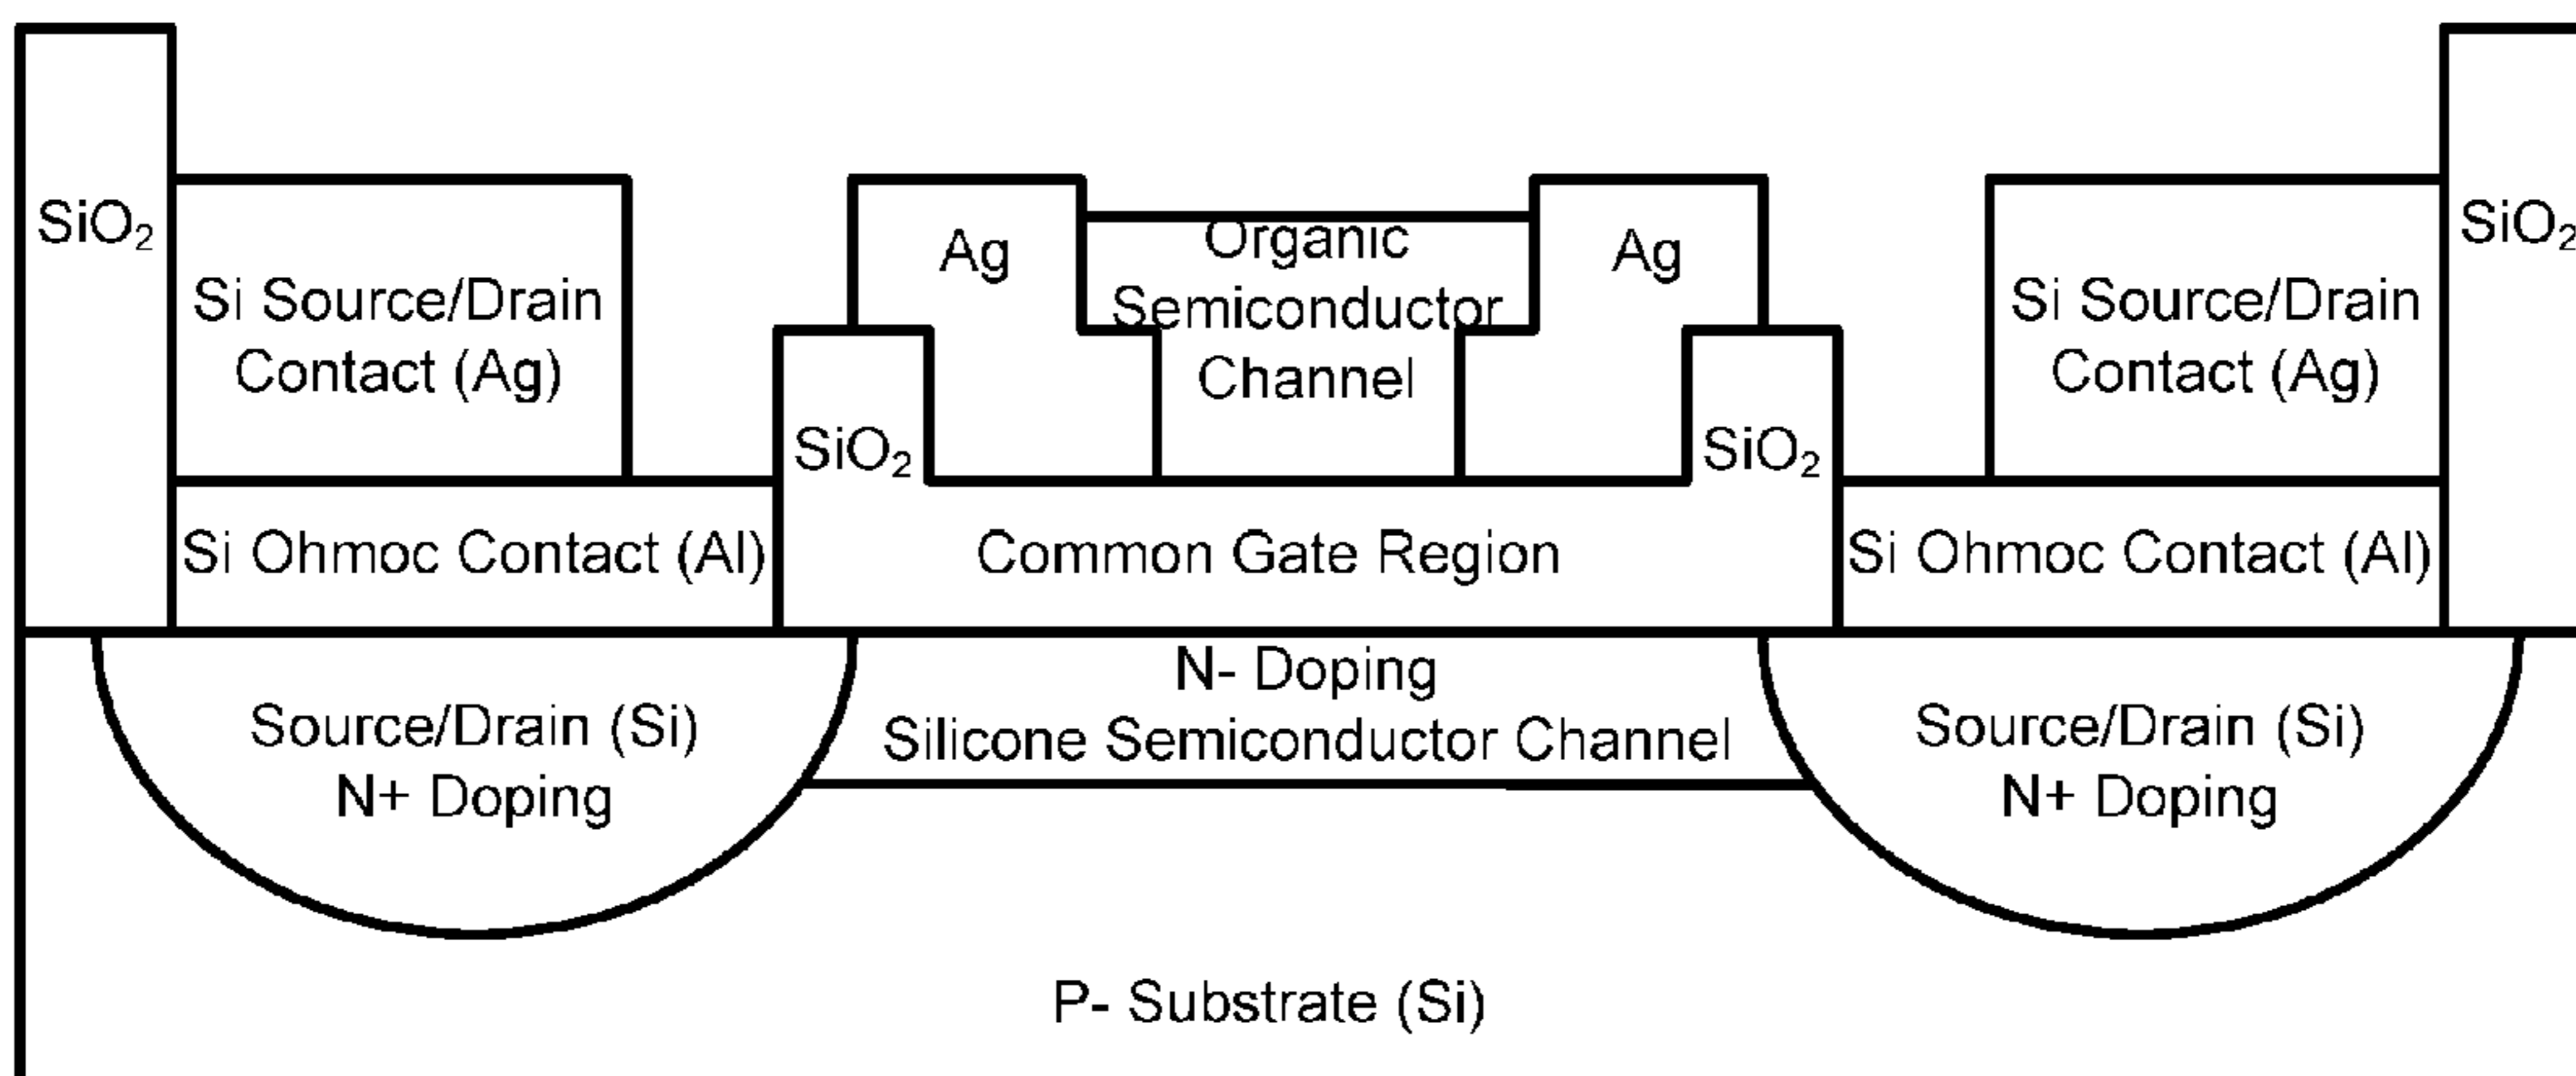 SiO₂
Si Source/Drain
Contact (Ag)
Ag
Organic
Semiconductor
Channel
Ag
Si Source/Drain
Contact (Ag)
SiO₂
SiO₂
SiO₂
Si Ohmoc Contact (Al)
Common Gate Region
Si Ohmoc Contact (Al)
Source/Drain (Si)
N+ Doping
N- Doping
Silicone Semiconductor Channel
Source/Drain (Si)
N+ Doping
P- Substrate (Si)